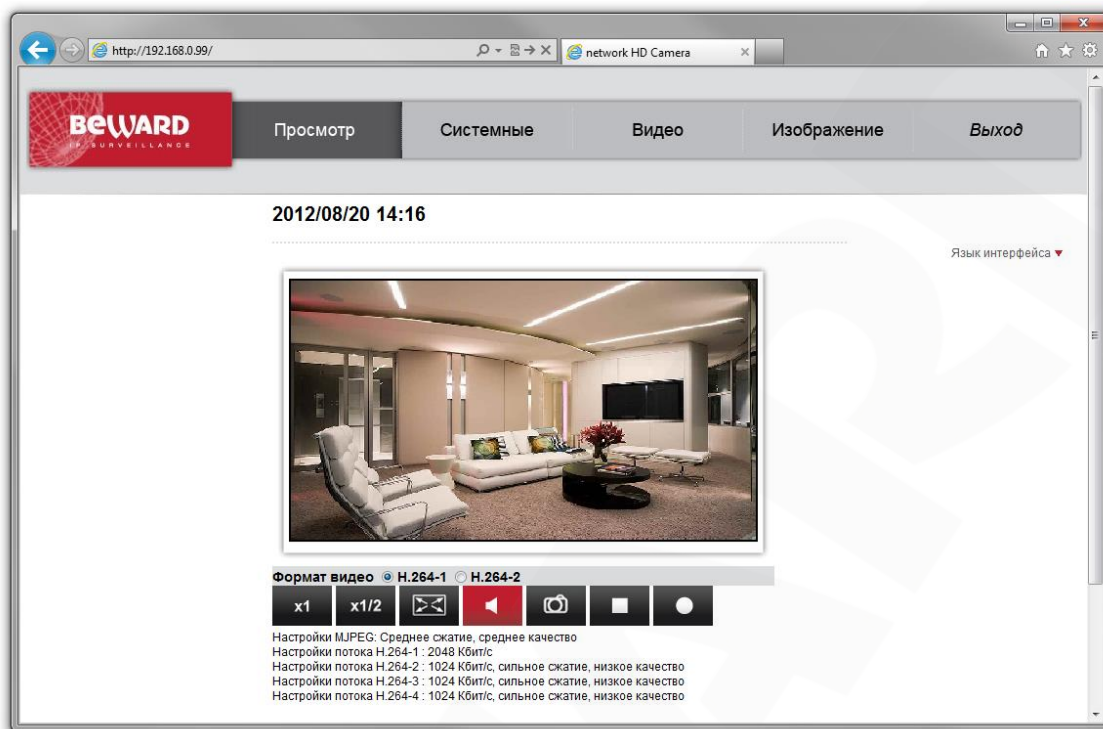 http://192.168.0.99/
network HD Camera
BEWARD
IP SURVEILLANCE
Просмотр
Системные
Видео
Изображение
Выход
2012/08/20 14:16
Язык интерфейса
Формат видео H.264-1 H.264-2
x1 x1/2
Настройки MJPEG: Среднее сжатие, среднее качество
Настройки потока H.264-1 : 2048 Кбит/с
Настройки потока H.264-2 : 1024 Кбит/с, сильное сжатие, низкое качество
Настройки потока H.264-3 : 1024 Кбит/с, сильное сжатие, низкое качество
Настройки потока H.264-4 : 1024 Кбит/с, сильное сжатие, низкое качество